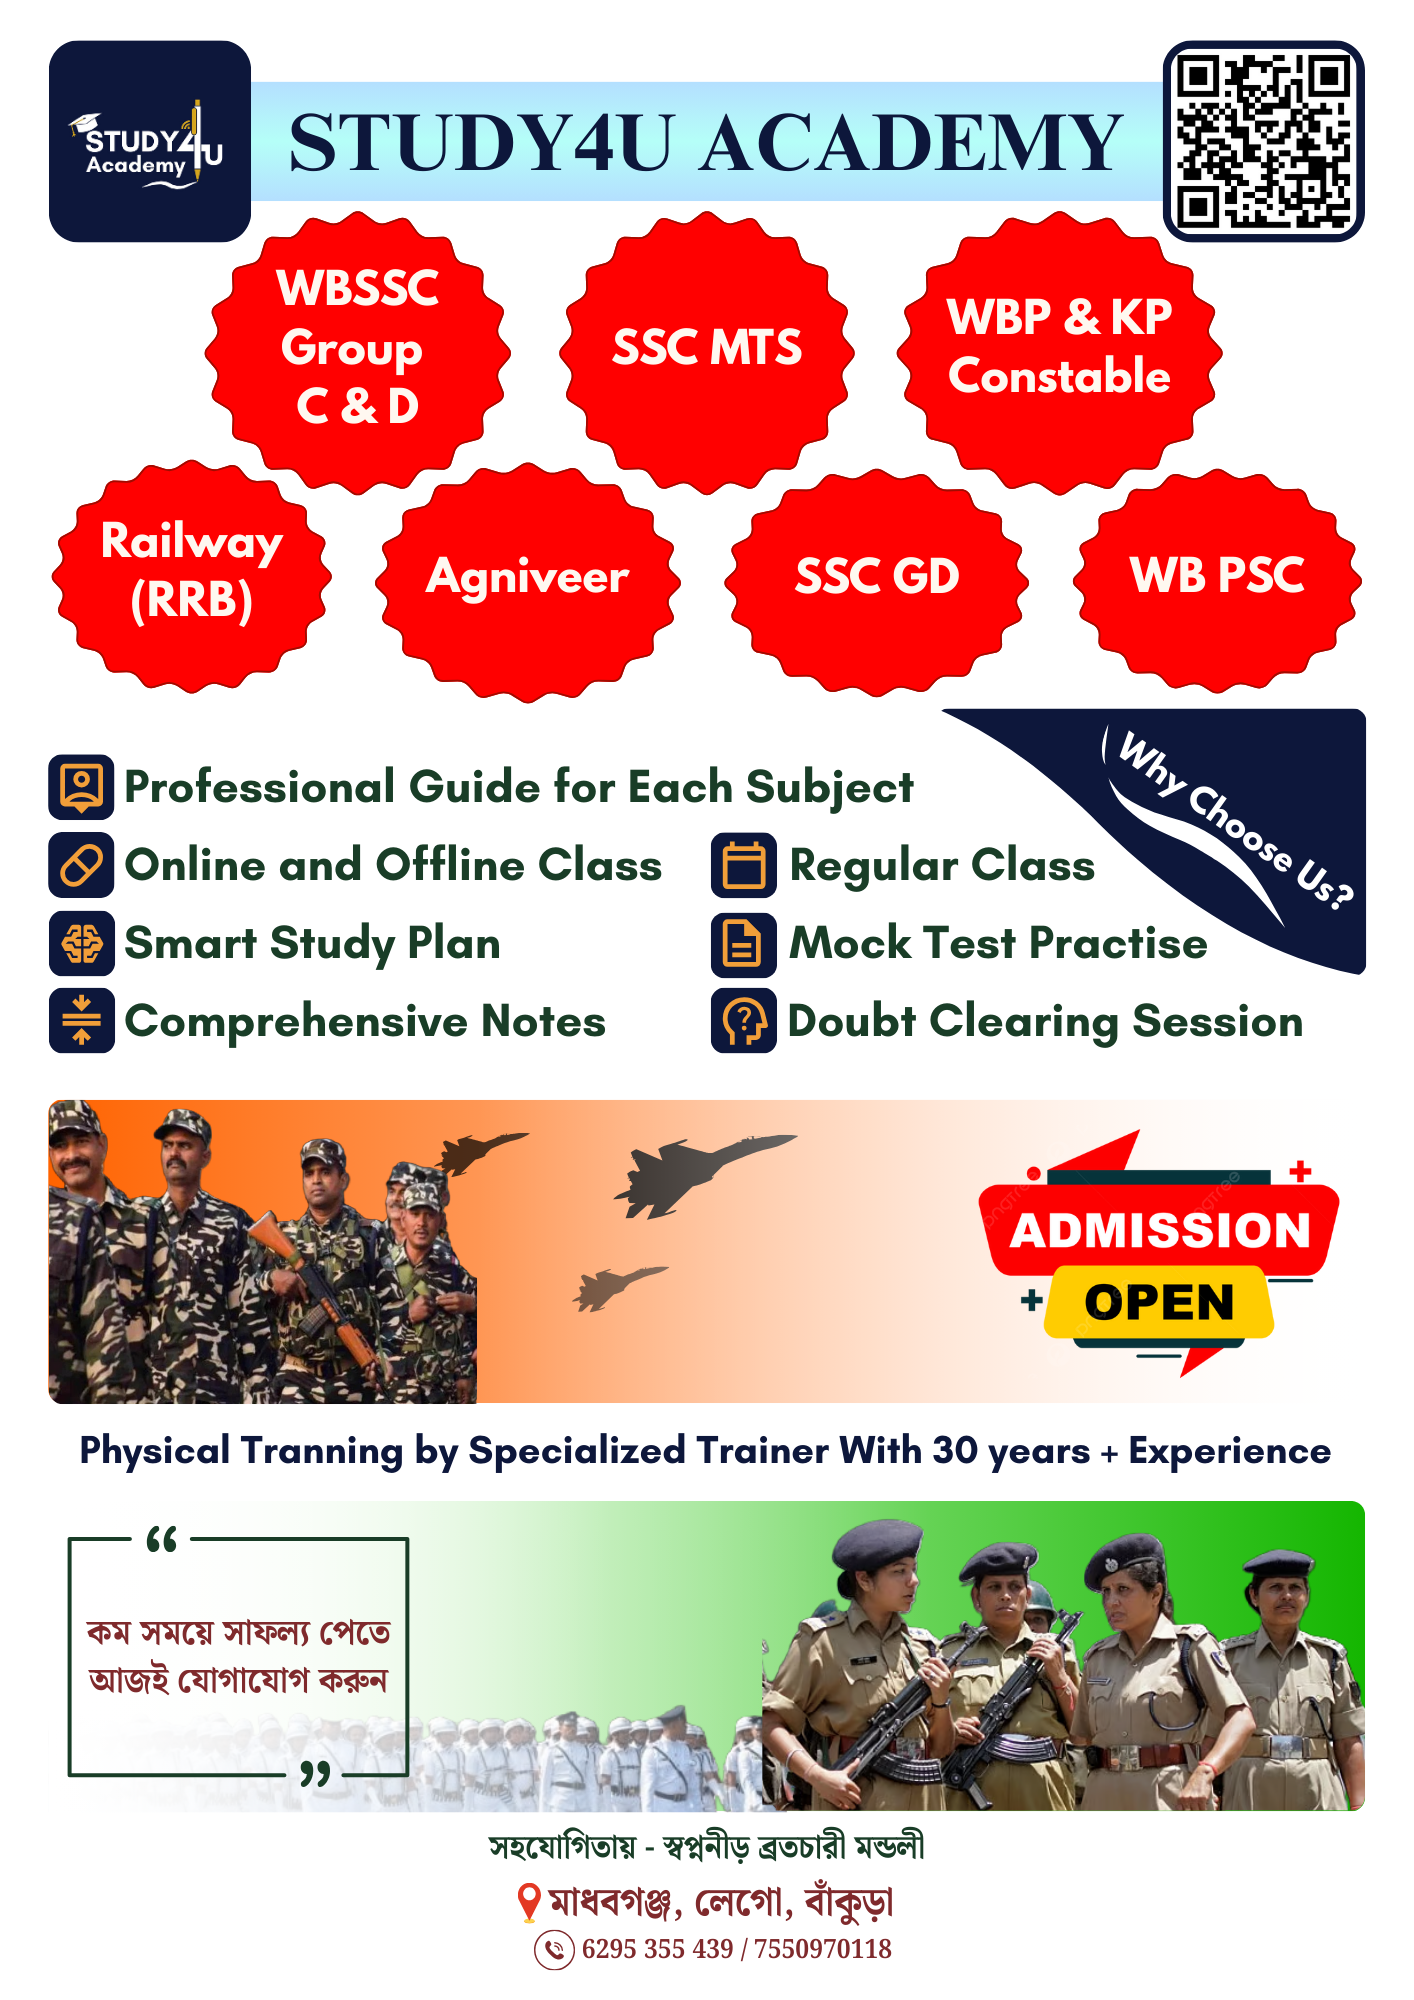 STUDY4U
Academy
STUDY4U ACADEMY
WBSSC
Group
C & D
SSC MTS
WBP & KP
Constable
Railway
(RRB)
Agniveer
SSC GD
WB PSC
Why Choose Us?
Professional Guide for Each Subject
Online and Offline Class
Regular Class
Smart Study Plan
Mock Test Practise
Comprehensive Notes
Doubt Clearing Session
ADMISSION
OPEN
Physical Tranning by Specialized Trainer With 30 years + Experience
“
কম সময়ে সাফল্য পেতে
আজই যোগাযোগ করুন
”
সহযোগিতায় - স্বপ্ননীড় ব্রতচারী মন্ডলী
মাধবগঞ্জ, লেগো, বাঁকুড়া
6295 355 439 / 7550970118